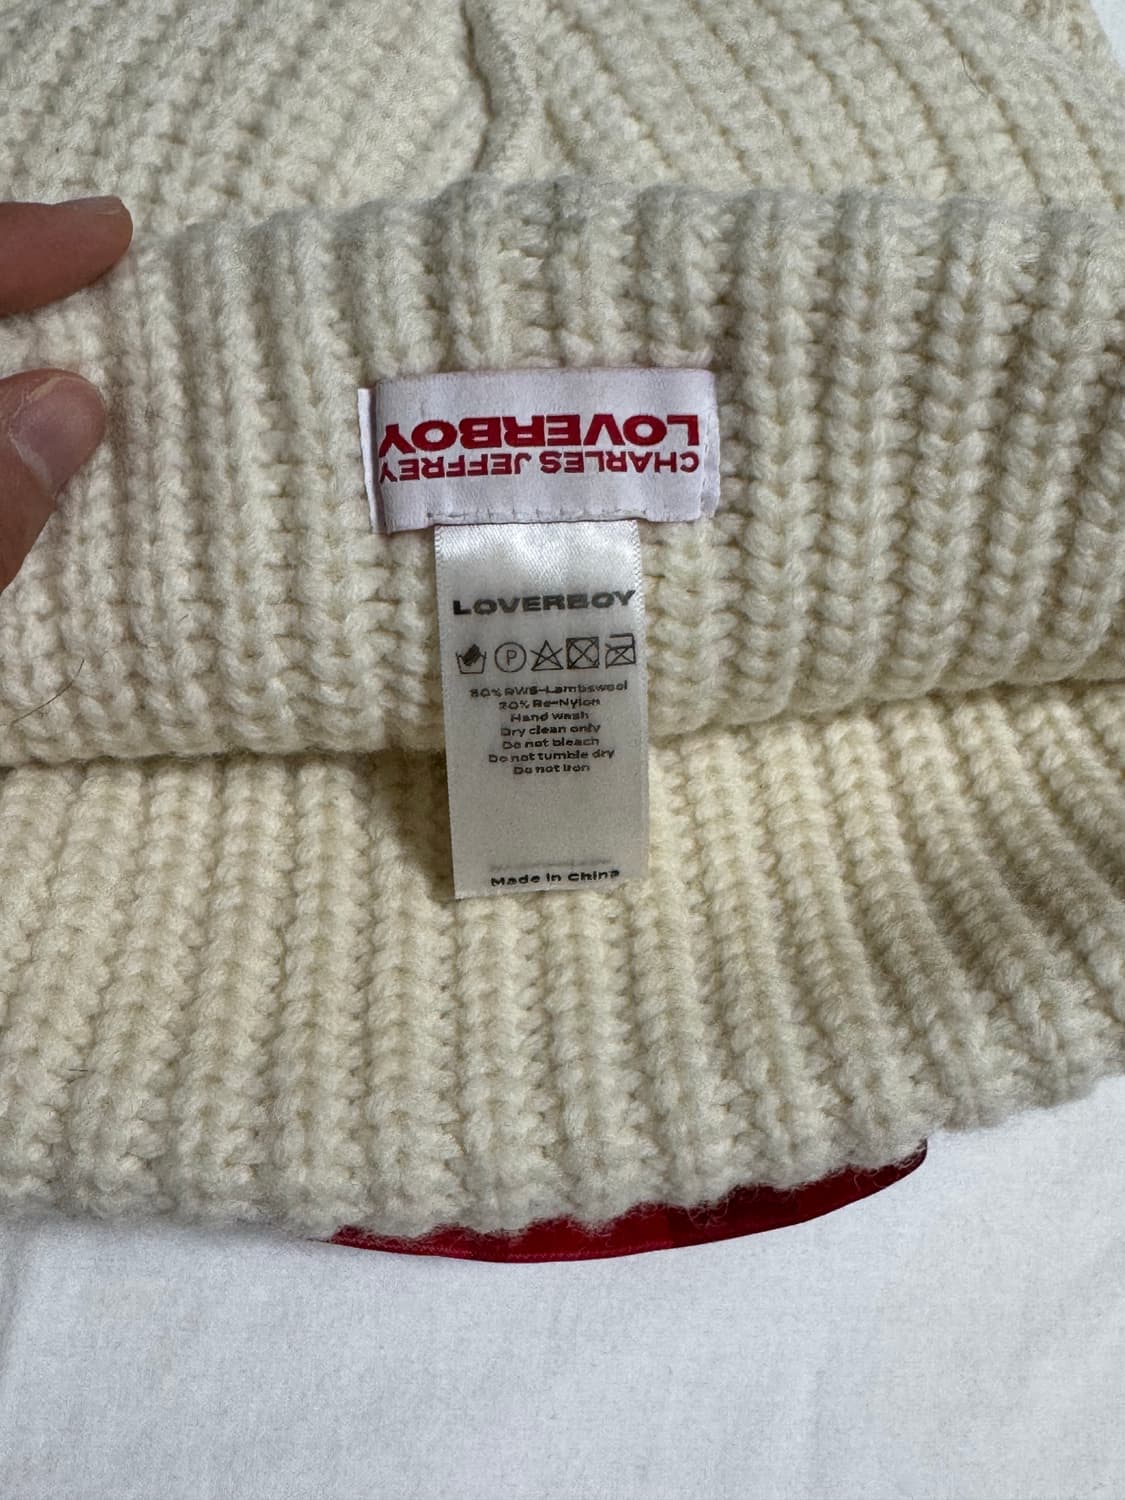 CHARLES JEFFREY
LOVERBOY
LOVERBOY
P
80% RWS-Lambswool
20% Re-Nylon
Hand wash
Dry clean only
Do not bleach
Do not tumble dry
Do not iron
Made in China